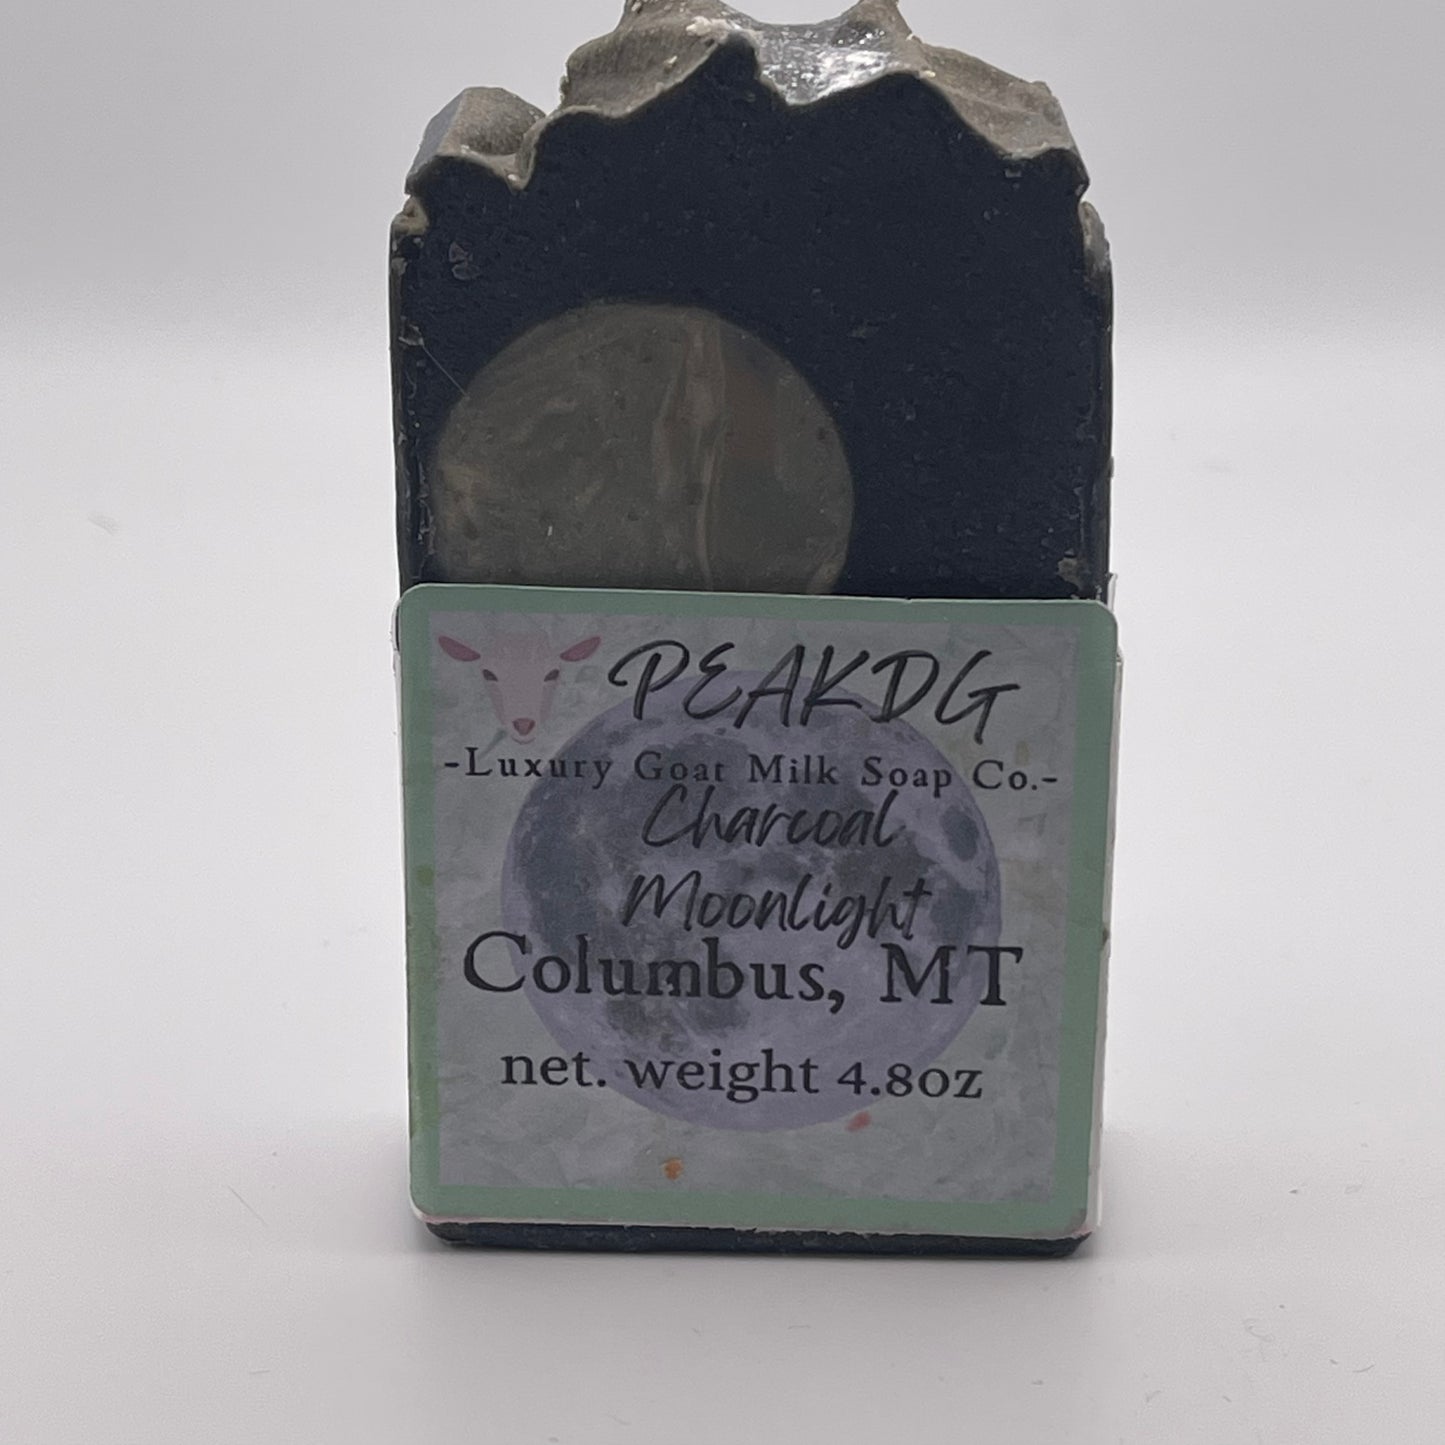 PEAKDG
-Luxury Goat Milk Soap Co.-
Charcoal
Moonlight
Columbus, MT
net. weight 4.8oz